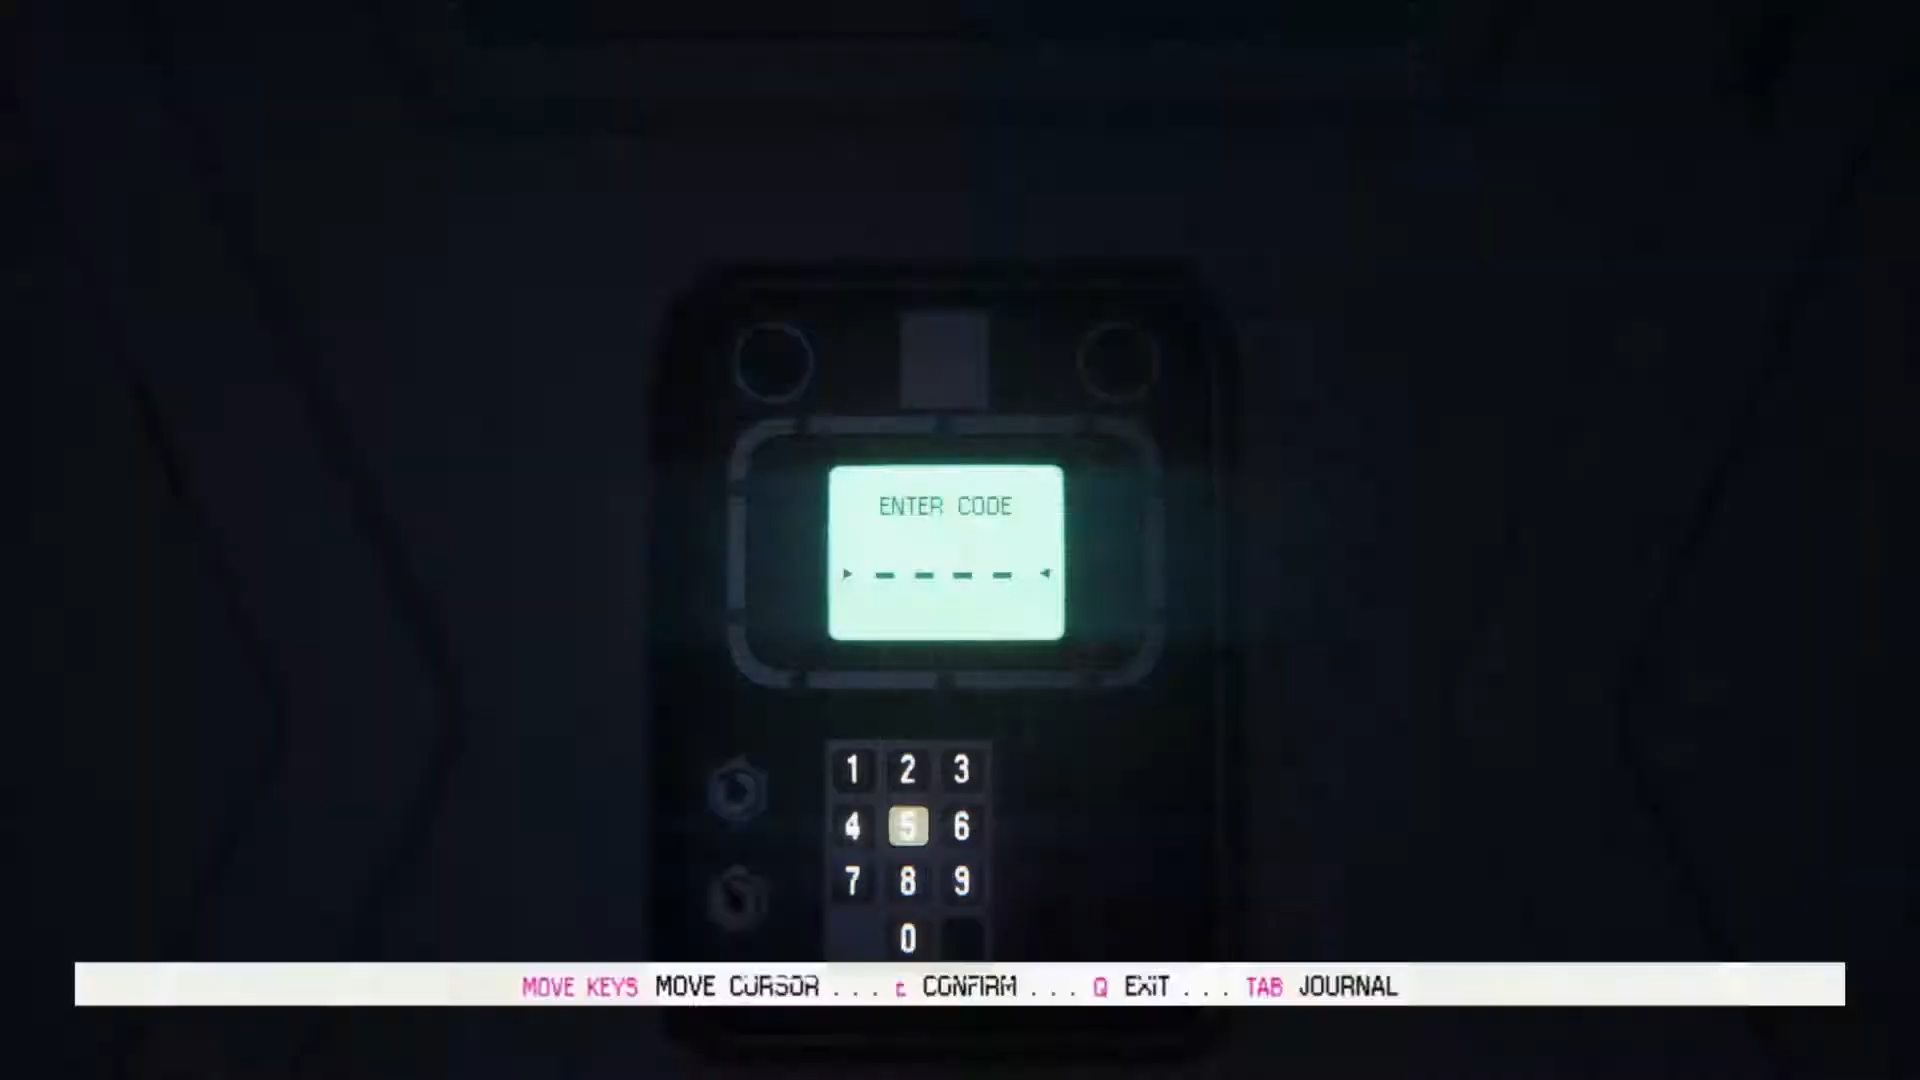 ENTER CODE
▶ _ _ _ _ ◀
1 2 3
4 5 6
7 8 9
0
MOVE KEYS MOVE CURSOR ... E CONFIRM ... Q EXIT ... TAB JOURNAL